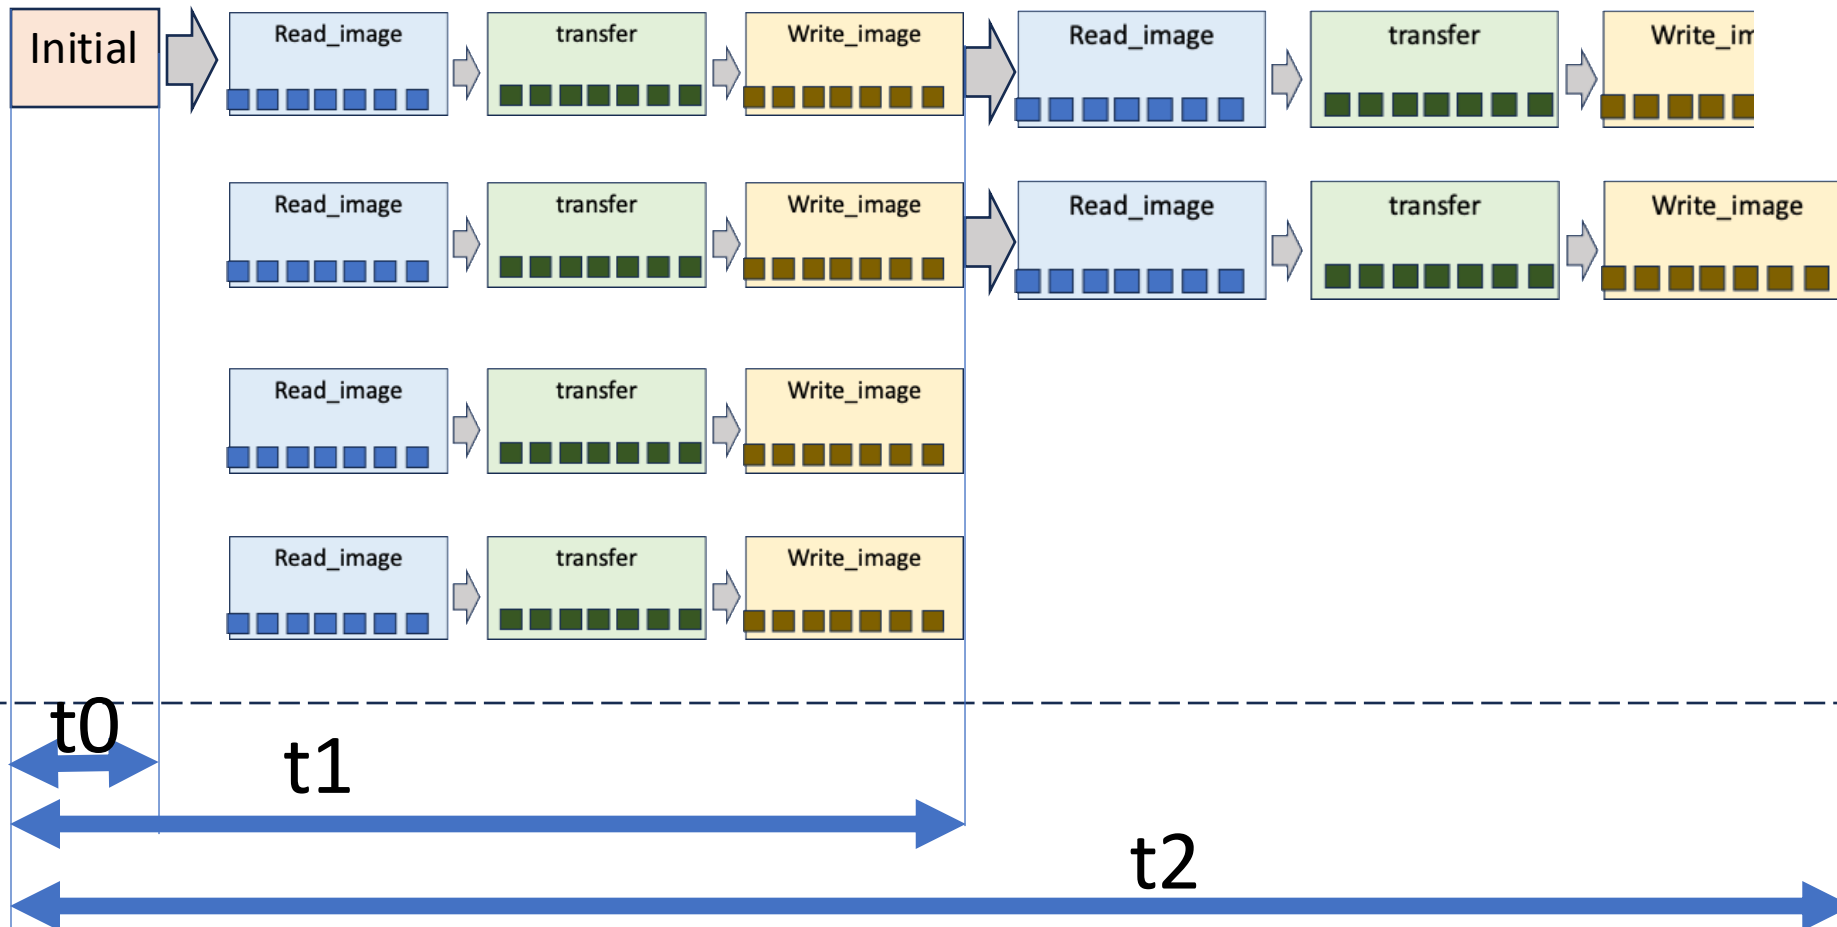 Initial
Read_image
transfer
Write_image
Read_image
transfer
Write_im
Read_image
transfer
Write_image
Read_image
transfer
Write_image
Read_image
transfer
Write_image
Read_image
transfer
Write_image
t0
t1
t2